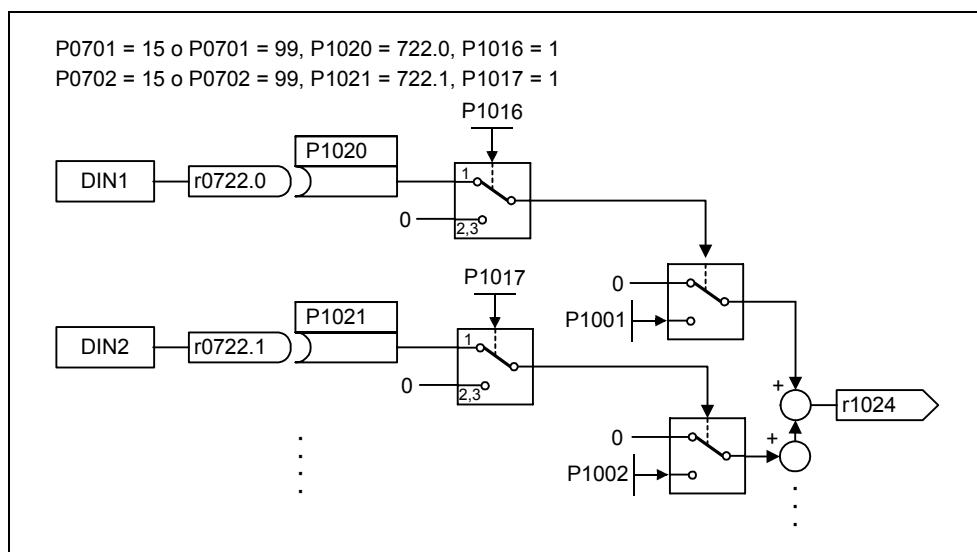 P0701 = 15 o P0701 = 99, P1020 = 722.0, P1016 = 1
P0702 = 15 o P0702 = 99, P1021 = 722.1, P1017 = 1
P1016
P1020
DIN1
r0722.0
1
0
2,3
P1017
0
P1001
P1021
DIN2
r0722.1
1
0
2,3
+
r1024
0
+
P1002